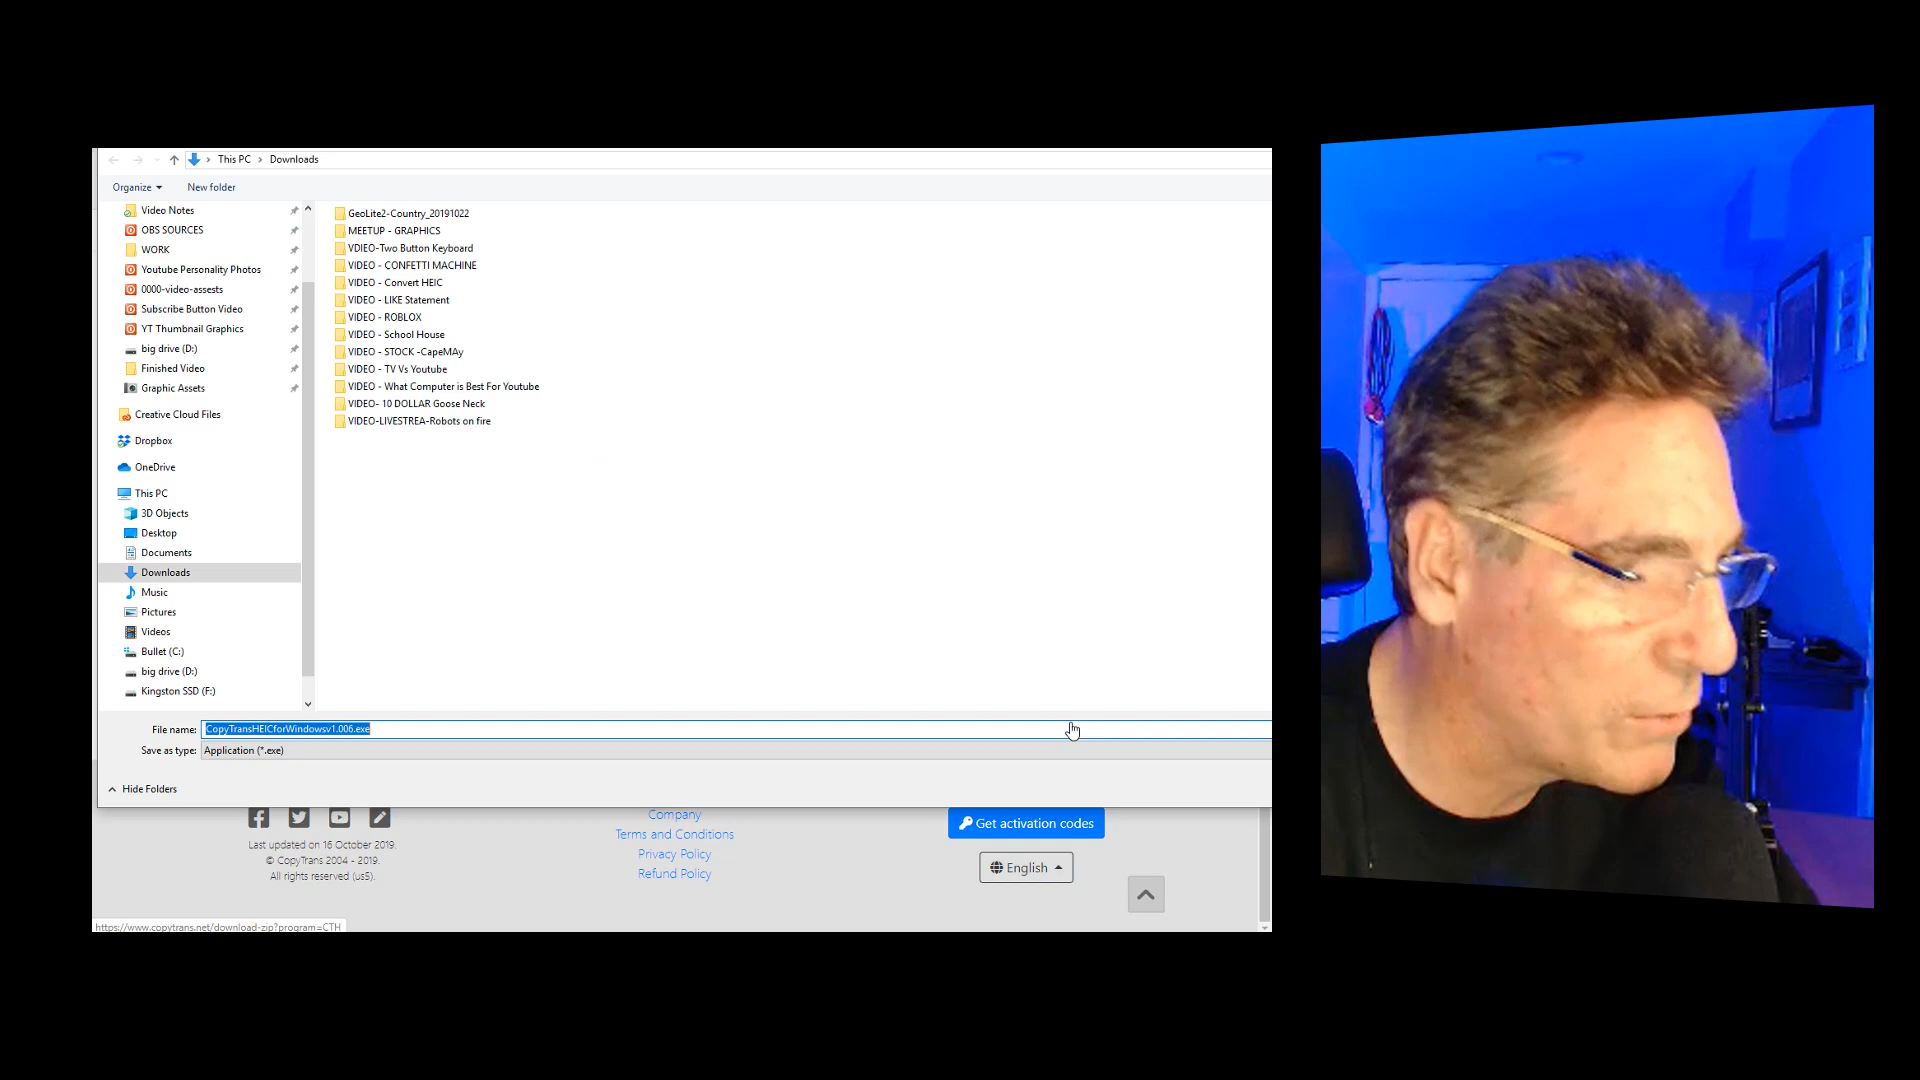 This PC > Downloads
Organize
New folder
Video Notes
OBS SOURCES
WORK
Youtube Personality Photos
0000-video-assests
Subscribe Button Video
YT Thumbnail Graphics
big drive (D:)
Finished Video
Graphic Assets
Creative Cloud Files
Dropbox
OneDrive
This PC
3D Objects
Desktop
Documents
Downloads
Music
Pictures
Videos
Bullet (C:)
big drive (D:)
Kingston SSD (F:)
GeoLite2-Country_20191022
MEETUP - GRAPHICS
VDIEO-Two Button Keyboard
VIDEO - CONFETTI MACHINE
VIDEO - Convert HEIC
VIDEO - LIKE Statement
VIDEO - ROBLOX
VIDEO - School House
VIDEO - STOCK -CapeMAy
VIDEO - TV Vs Youtube
VIDEO - What Computer is Best For Youtube
VIDEO- 10 DOLLAR Goose Neck
VIDEO-LIVESTREA-Robots on fire
File name: CopyTransHEICforWindowsv1.006.exe
Save as type: Application (*.exe)
Hide Folders
Last updated on 16 October 2019.
© CopyTrans 2004 - 2019.
All rights reserved (us5).
Company
Terms and Conditions
Privacy Policy
Refund Policy
Get activation codes
English
https://www.copytrans.net/download-zip?program=CTH